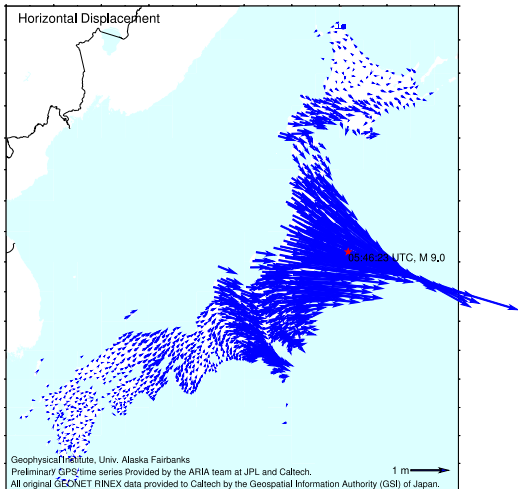 Horizontal Displacement
05:46:23 UTC, M 9.0
Geophysical Institute, Univ. Alaska Fairbanks
Preliminary GPS time series Provided by the ARIA team at JPL and Caltech.
1 m
All original GEONET RINEX data provided to Caltech by the Geospatial Information Authority (GSI) of Japan.